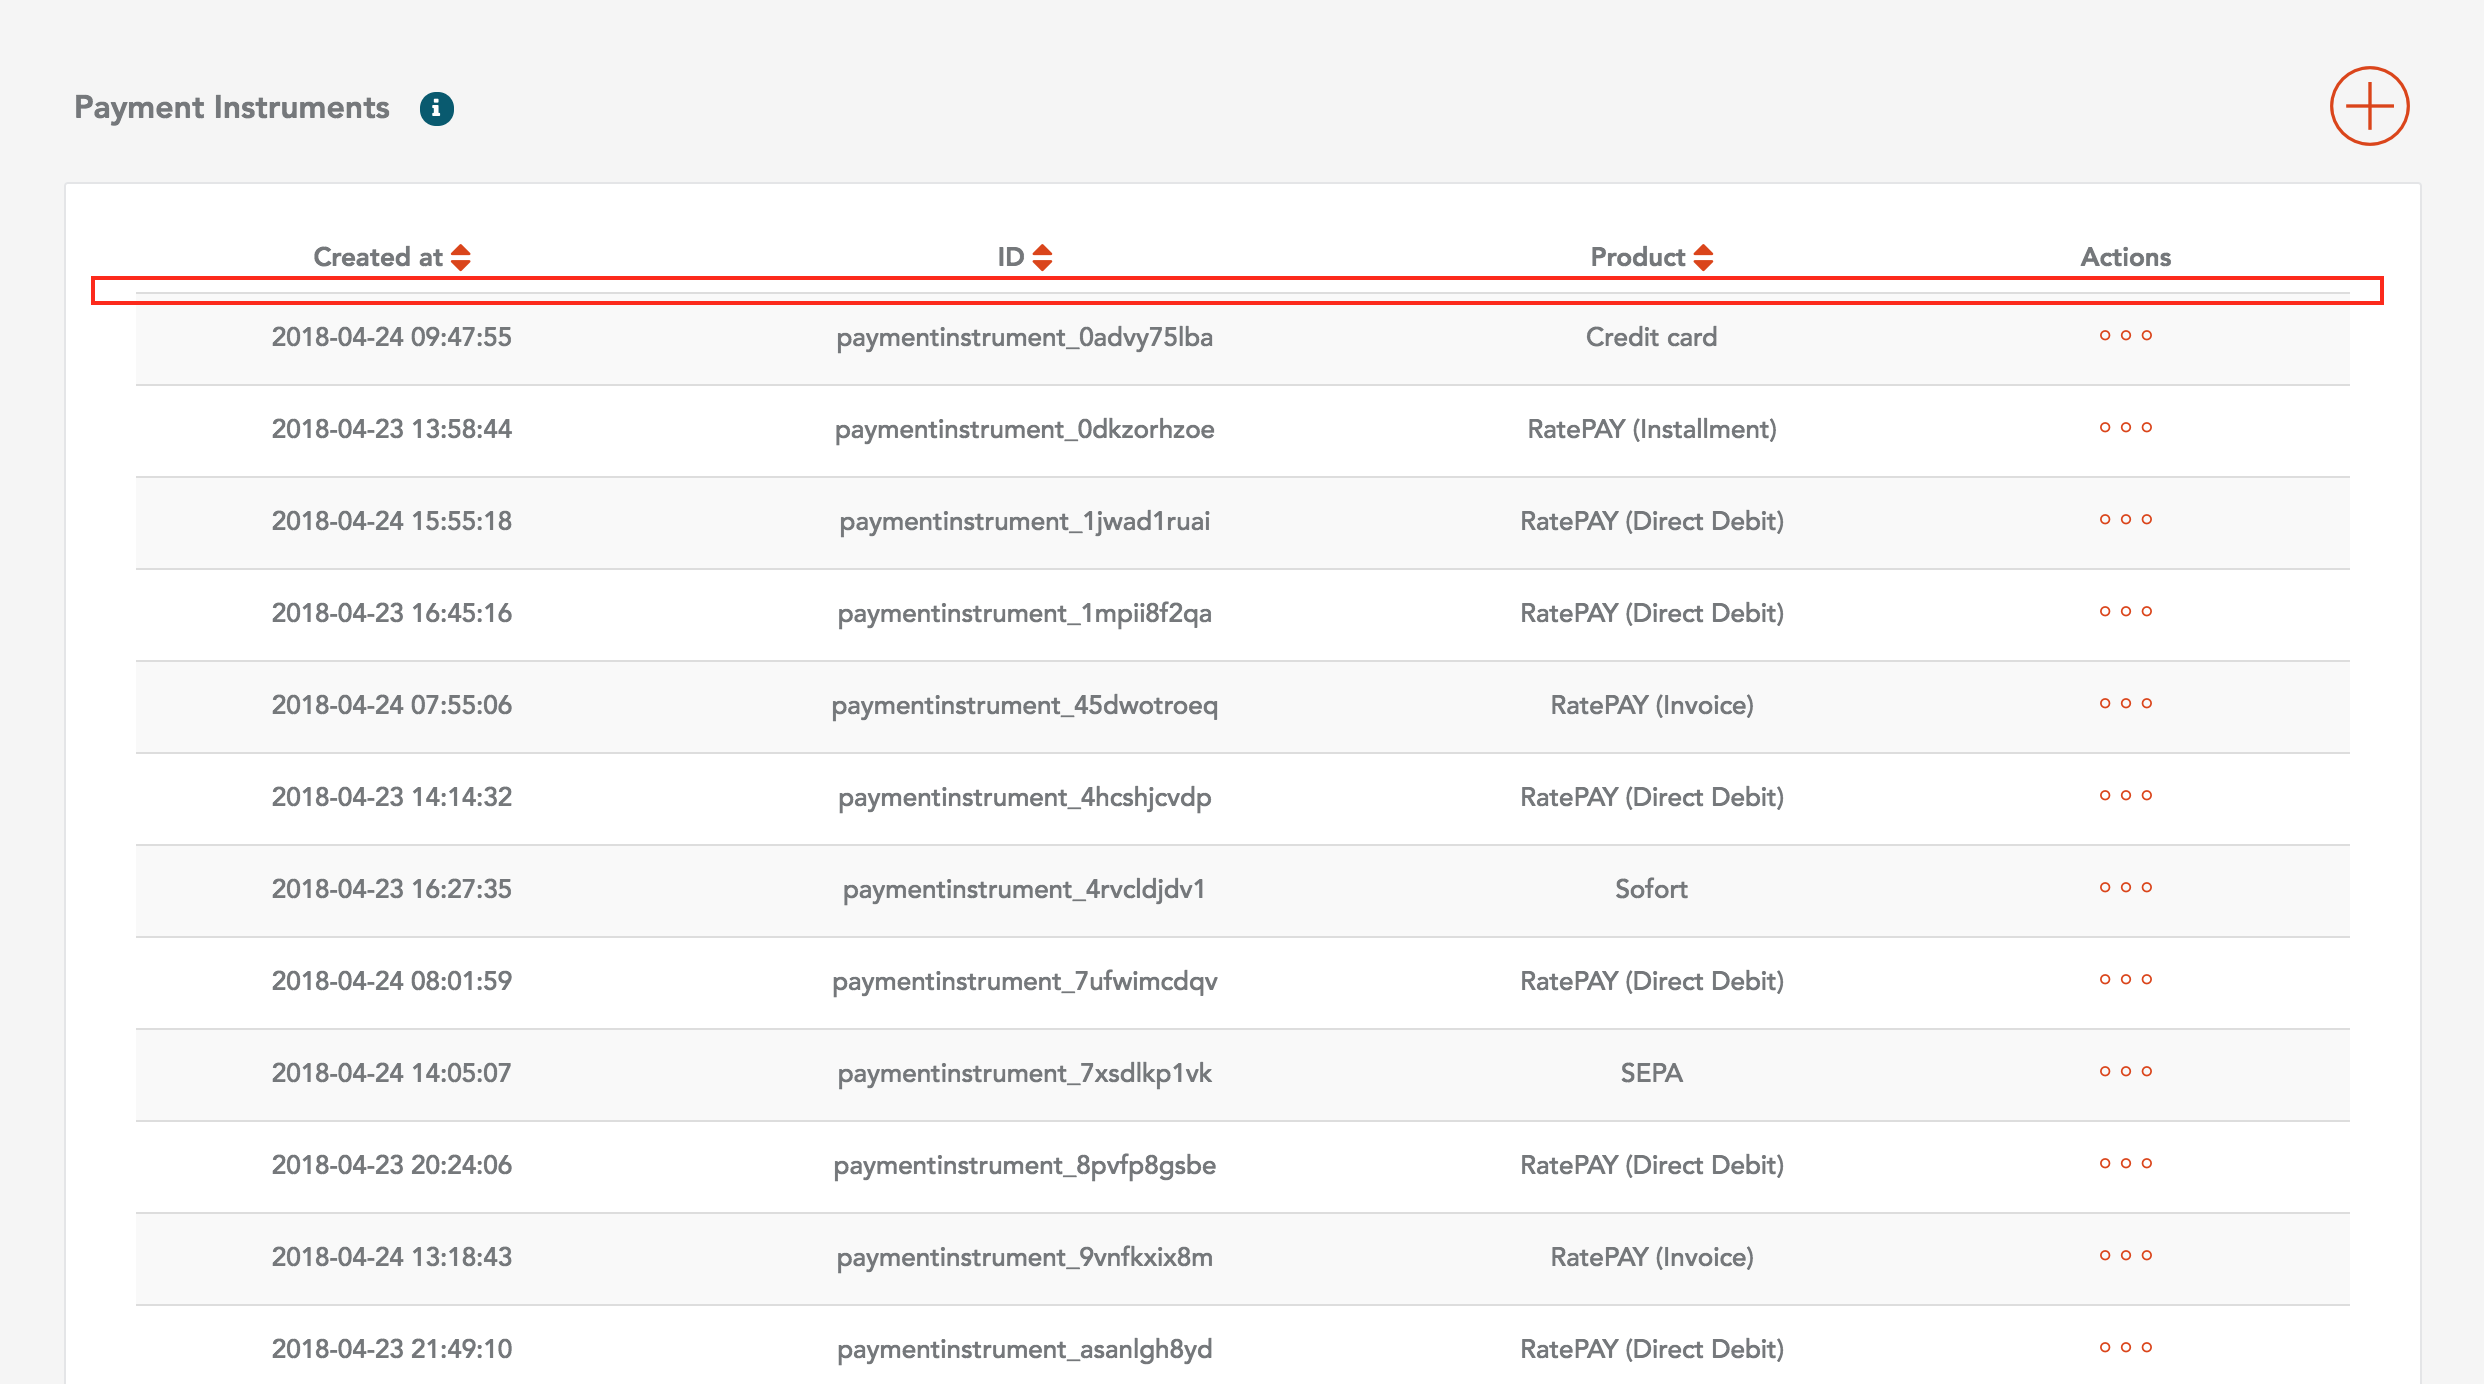 Payment Instruments
Created at ID Product Actions
2018-04-24 09:47:55 paymentinstrument_0advy75lba Credit card
2018-04-23 13:58:44 paymentinstrument_0dkzorhzoe RatePAY (Installment)
2018-04-24 15:55:18 paymentinstrument_1jwad1ruai RatePAY (Direct Debit)
2018-04-23 16:45:16 paymentinstrument_1mpii8f2qa RatePAY (Direct Debit)
2018-04-24 07:55:06 paymentinstrument_45dwotroeq RatePAY (Invoice)
2018-04-23 14:14:32 paymentinstrument_4hcshjcvdp RatePAY (Direct Debit)
2018-04-23 16:27:35 paymentinstrument_4rvcldjdv1 Sofort
2018-04-24 08:01:59 paymentinstrument_7ufwimcdqv RatePAY (Direct Debit)
2018-04-24 14:05:07 paymentinstrument_7xsdlkp1vk SEPA
2018-04-23 20:24:06 paymentinstrument_8pvfp8gsbe RatePAY (Direct Debit)
2018-04-24 13:18:43 paymentinstrument_9vnfkxix8m RatePAY (Invoice)
2018-04-23 21:49:10 paymentinstrument_asanlgh8yd RatePAY (Direct Debit)